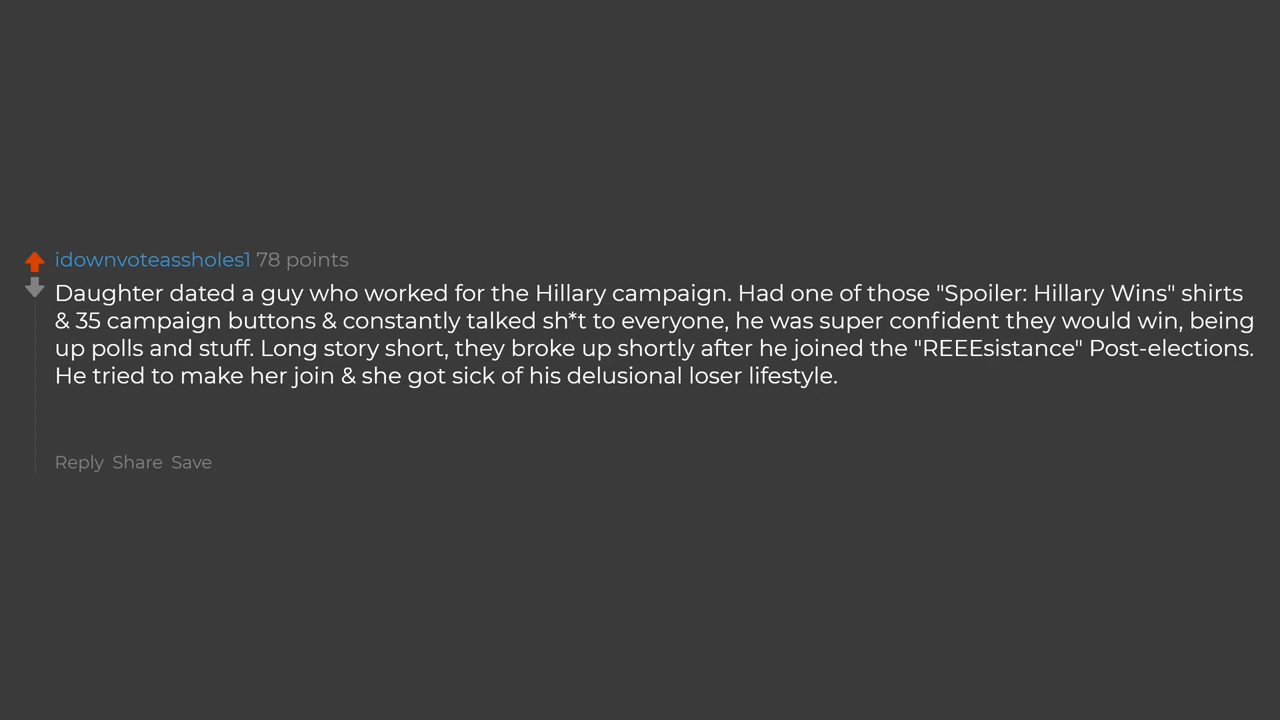 idownvoteassholes1 78 points
Daughter dated a guy who worked for the Hillary campaign. Had one of those "Spoiler: Hillary Wins" shirts
& 35 campaign buttons & constantly talked sh*t to everyone, he was super confident they would win, being
up polls and stuff. Long story short, they broke up shortly after he joined the "REEEsistance" Post-elections.
He tried to make her join & she got sick of his delusional loser lifestyle.
Reply Share Save